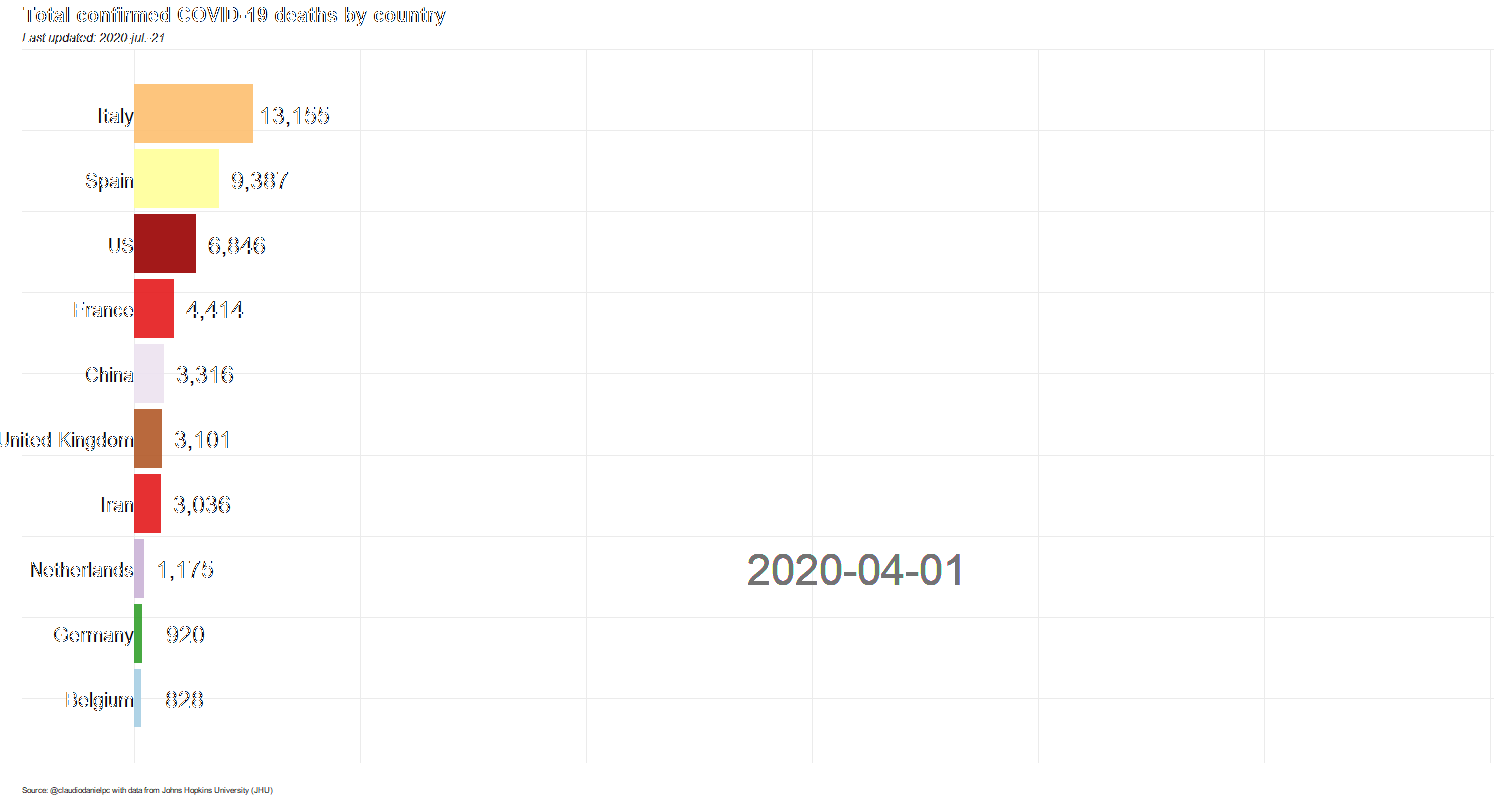 Total confirmed COVID-19 deaths by country
Last updated: 2020-jul.-21
Italy 13,155
Spain 9,387
US 6,846
France 4,414
China 3,316
United Kingdom 3,101
Iran 3,036
Netherlands 1,175
2020-04-01
Germany 920
Belgium 828
Source: @claudiodanielpc with data from Johns Hopkins University (JHU)